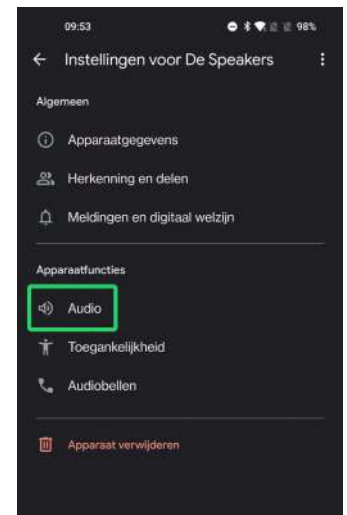 09:53
98%
Instellingen voor De Speakers
Algemeen
Apparaatgegevens
Herkenning en delen
Meldingen en digitaal welzijn
Apparaatfuncties
Audio
Toegankelijkheid
Audiobellen
Apparaat verwijderen